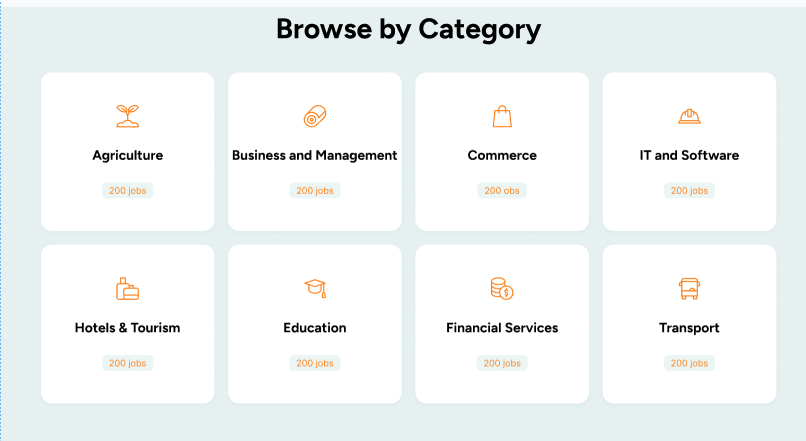 Browse by Category
Agriculture
200 jobs
Business and Management
200 jobs
Commerce
200 obs
IT and Software
200 jobs
Hotels & Tourism
200 jobs
Education
200 jobs
Financial Services
200 jobs
Transport
200 jobs